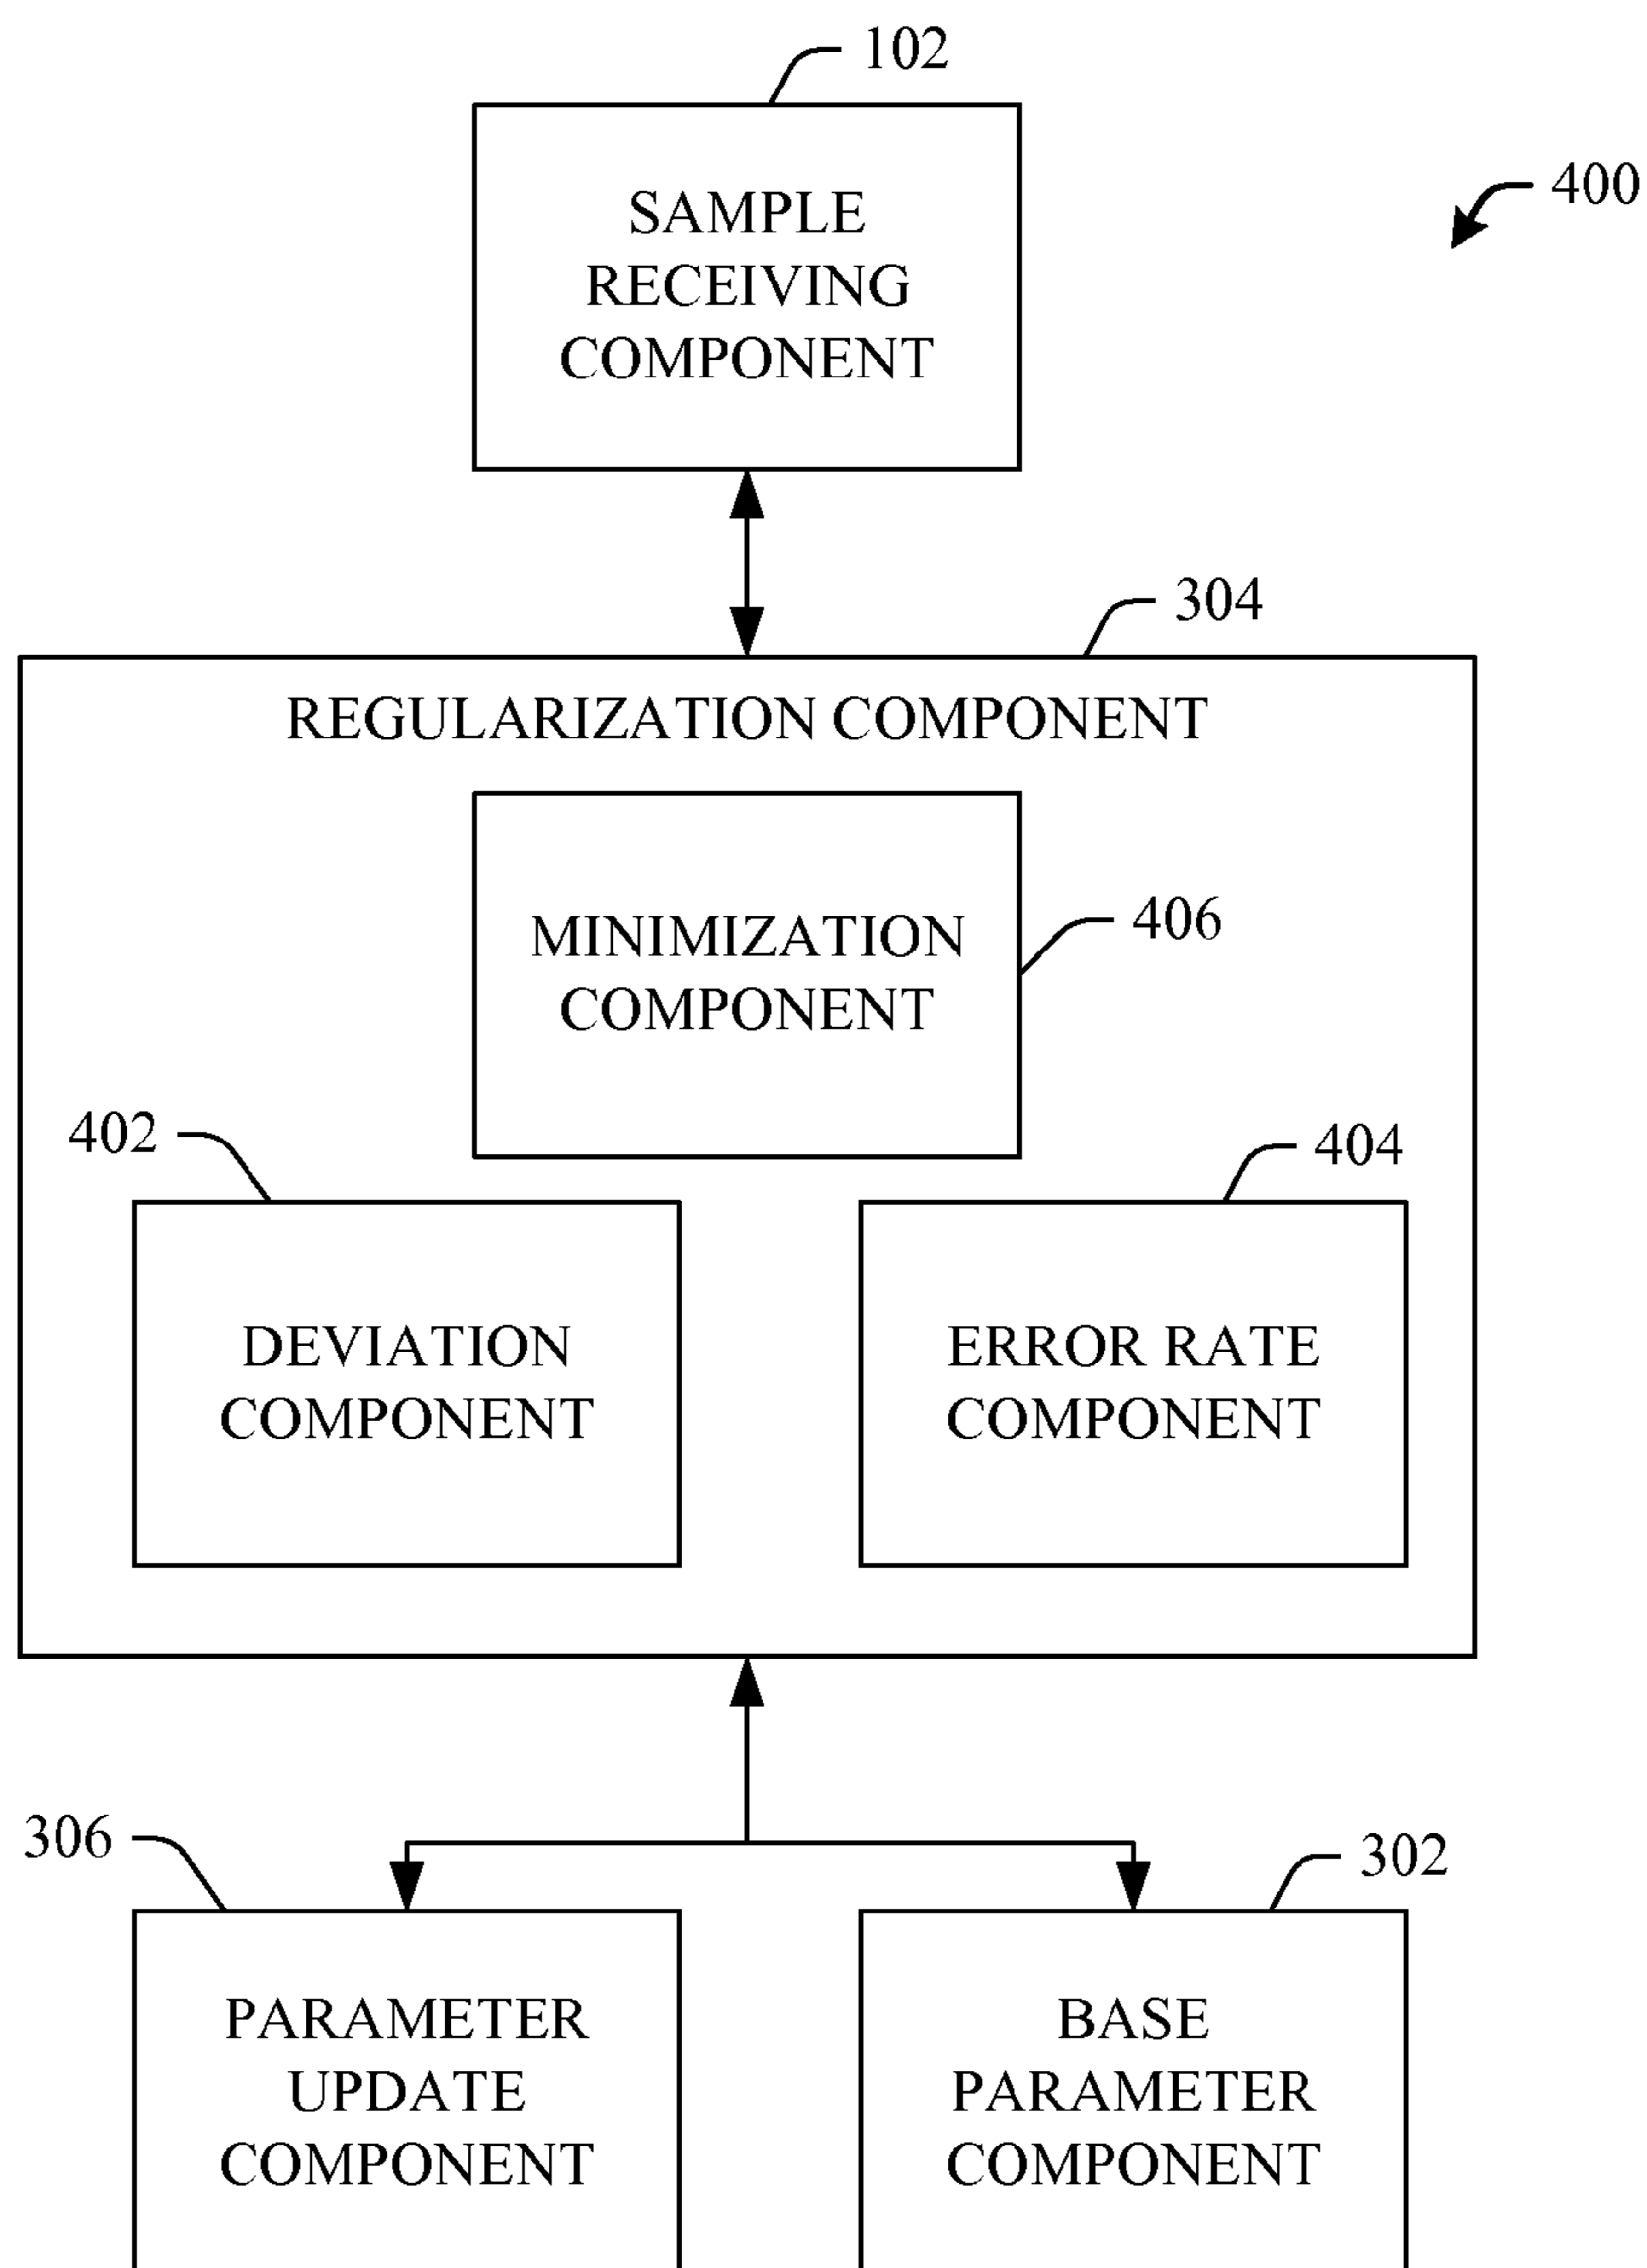 102
SAMPLE
RECEIVING
COMPONENT
400
304
REGULARIZATION COMPONENT
MINIMIZATION
COMPONENT
406
402
404
DEVIATION
COMPONENT
ERROR RATE
COMPONENT
306
302
PARAMETER
UPDATE
COMPONENT
BASE
PARAMETER
COMPONENT